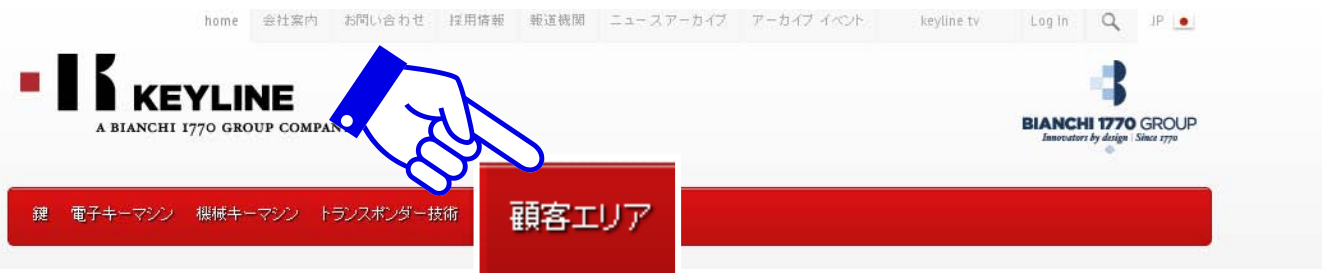 home 会社案内 お問い合わせ 採用情報 報道機関 ニュースアーカイブ アーカイブ イベント keyline tv Log In JP
KEYLINE
A BIANCHI 1770 GROUP COMPAN
BIANCHI 1770 GROUP
Innovators by design | Since 1770
鍵 電子キーマシン 機械キーマシン トランスポンダー技術 顧客エリア